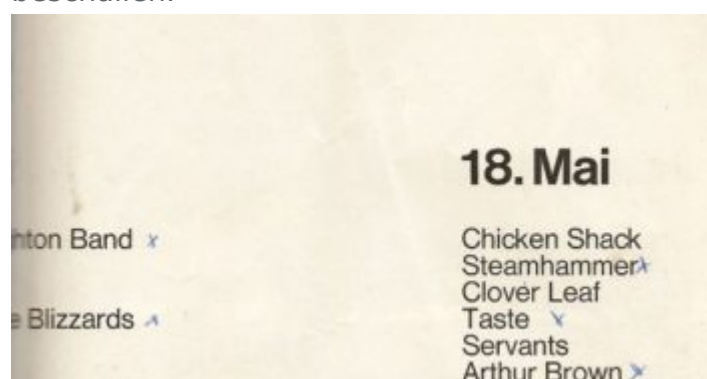 18. Mai
hton Band x
e Blizzards
Chicken Shack
Steamhammer x
Clover Leaf
Taste x
Servants
Arthur Brown x